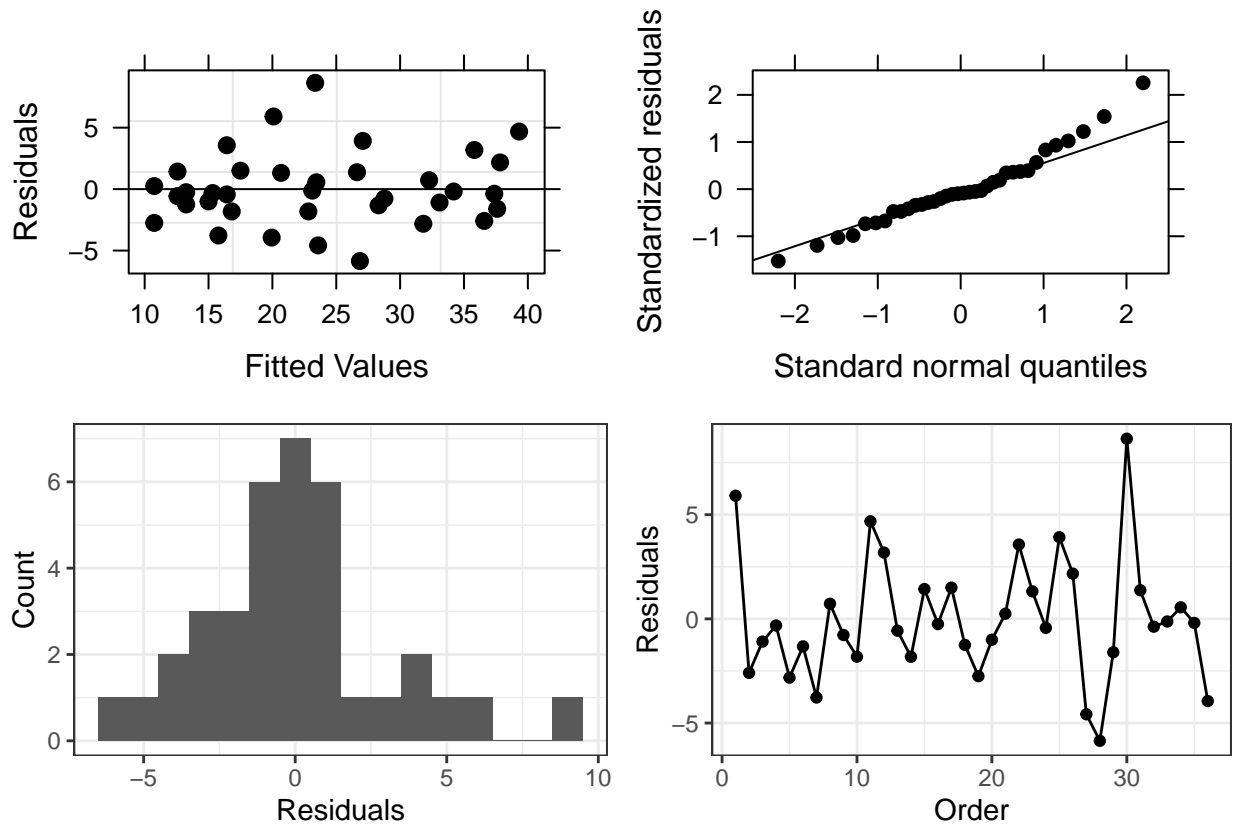 Residuals
5
0
−5
10 15 20 25 30 35 40
Fitted Values
Standardized residuals
2
1
0
−1
−2 −1 0 1 2
Standard normal quantiles
Count
6
4
2
0
−5 0 5 10
Residuals
Residuals
5
0
−5
0 10 20 30
Order